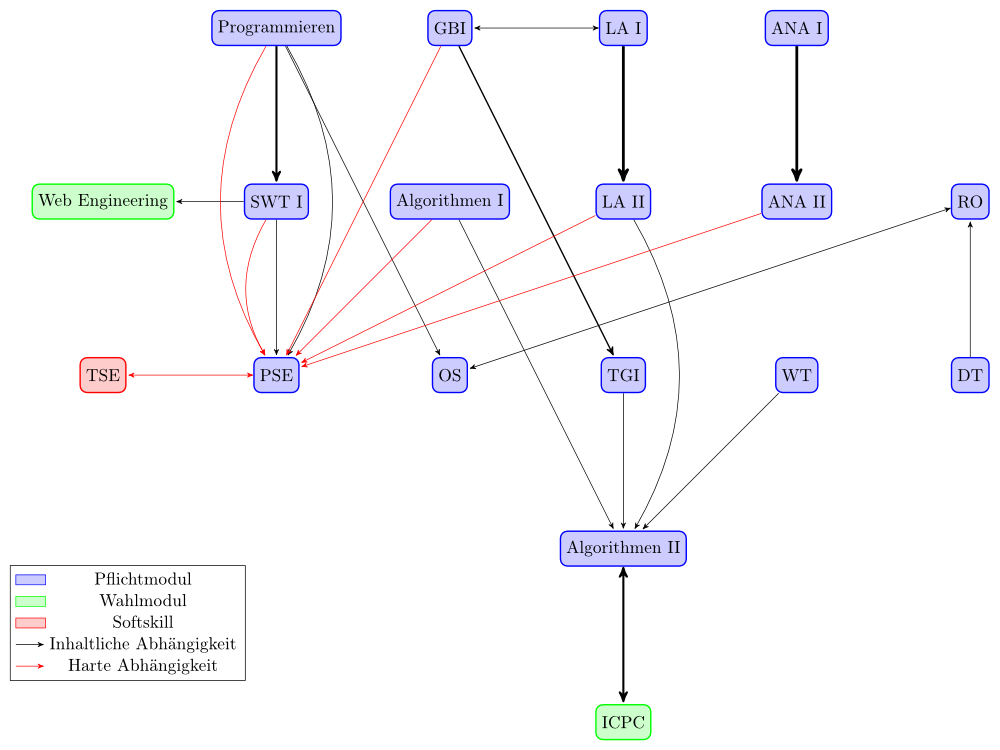 Programmieren
GBI
LA I
ANA I
Web Engineering
SWT I
Algorithmen I
LA II
ANA II
RO
TSE
PSE
OS
TGI
WT
DT
Algorithmen II
Pflichtmodul
Wahlmodul
Softskill
Inhaltliche Abhängigkeit
Harte Abhängigkeit
ICPC